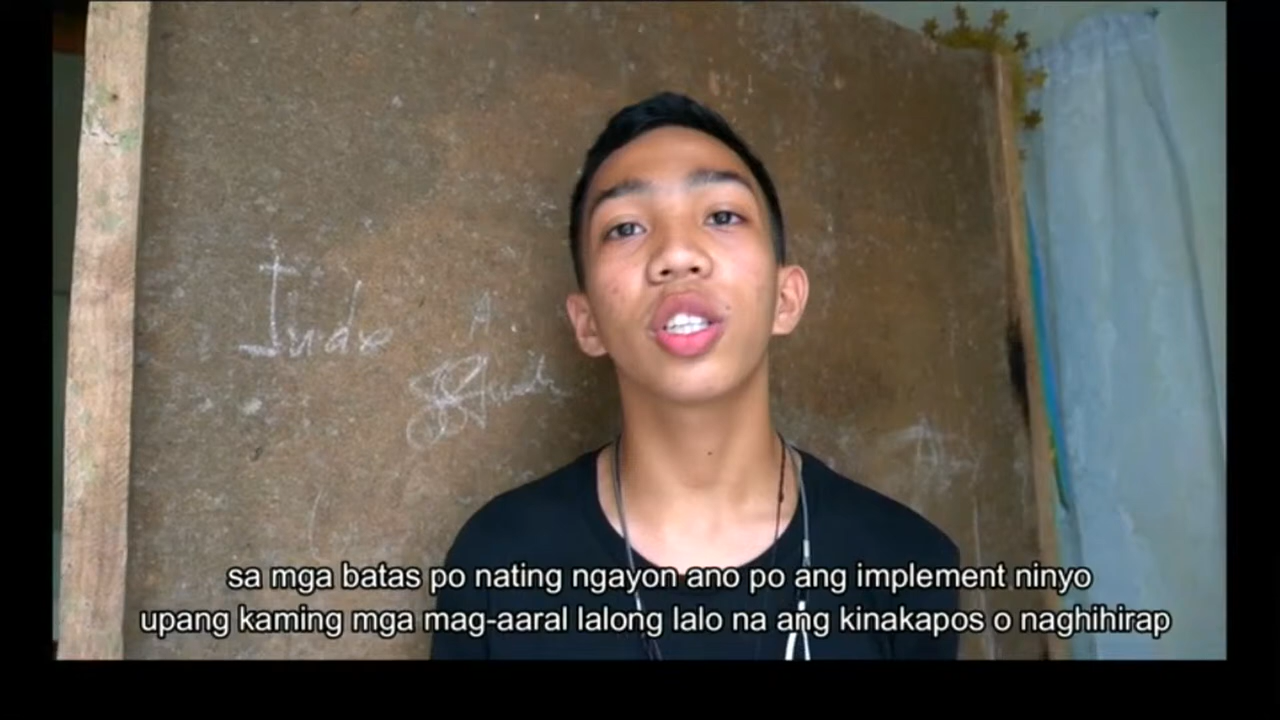 Jude
sa mga batas po nating ngayon ano po ang implement ninyo
upang kaming mga mag-aaral lalong lalo na ang kinakapos o naghihirap